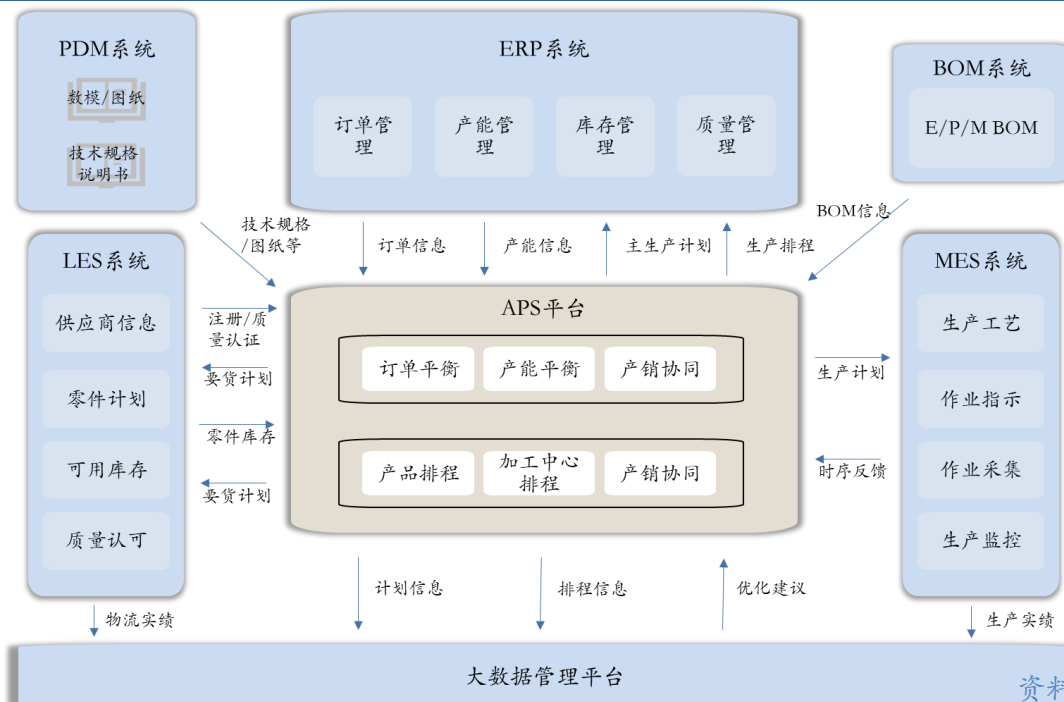 PDM系统
数模/图纸
技术规格
说明书
ERP系统
订单管
理
产能管
理
库存管
理
质量管
理
BOM系统
E/P/M BOM
技术规格
/图纸等
订单信息
产能信息
主生产计划
生产排程
BOM信息
LES系统
供应商信息
零件计划
可用库存
质量认可
注册/质
量认证
要货计划
零件库存
要货计划
APS平台
订单平衡
产能平衡
产销协同
产品排程
加工中心
排程
产销协同
生产计划
时序反馈
MES系统
生产工艺
作业指示
作业采集
生产监控
物流实绩
计划信息
排程信息
优化建议
生产实绩
大数据管理平台
资料